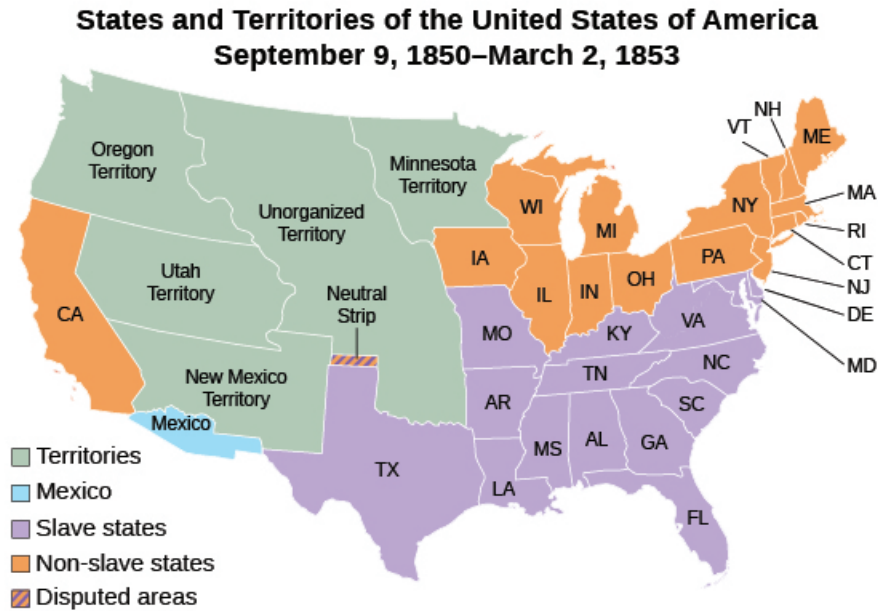 States and Territories of the United States of America
September 9, 1850–March 2, 1853
NH
VT
ME
Oregon
Territory
Minnesota
Territory
MA
WI
NY
Unorganized
Territory
MI
RI
IA
PA
CT
Utah
Territory
OH
NJ
IL
IN
Neutral
Strip
CA
DE
MO
KY
VA
MD
NC
New Mexico
Territory
TN
AR
SC
Mexico
MS
AL
GA
Territories
TX
Mexico
LA
FL
Slave states
Non-slave states
Disputed areas